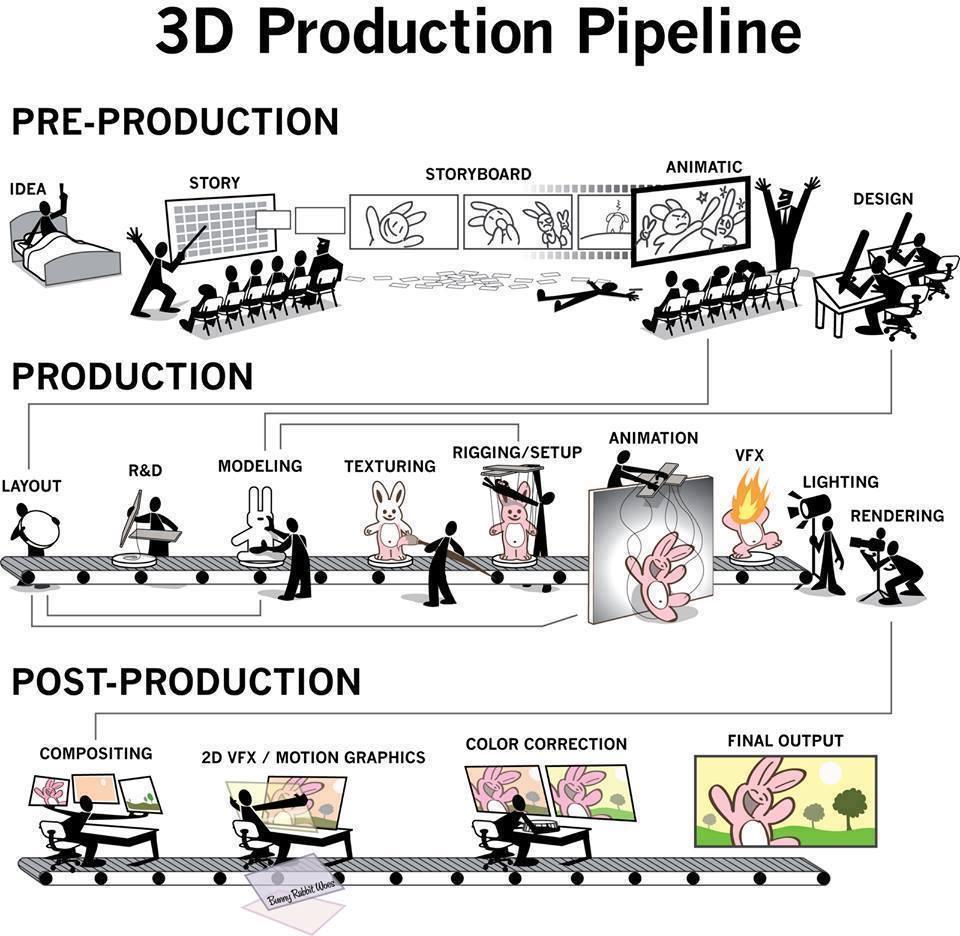 3D Production Pipeline
PRE-PRODUCTION
IDEA
STORY
STORYBOARD
ANIMATIC
DESIGN
PRODUCTION
LAYOUT
R&D
MODELING
TEXTURING
RIGGING/SETUP
ANIMATION
VFX
LIGHTING
RENDERING
POST-PRODUCTION
COMPOSITING
2D VFX / MOTION GRAPHICS
COLOR CORRECTION
FINAL OUTPUT
Bunny Rabbit Woes